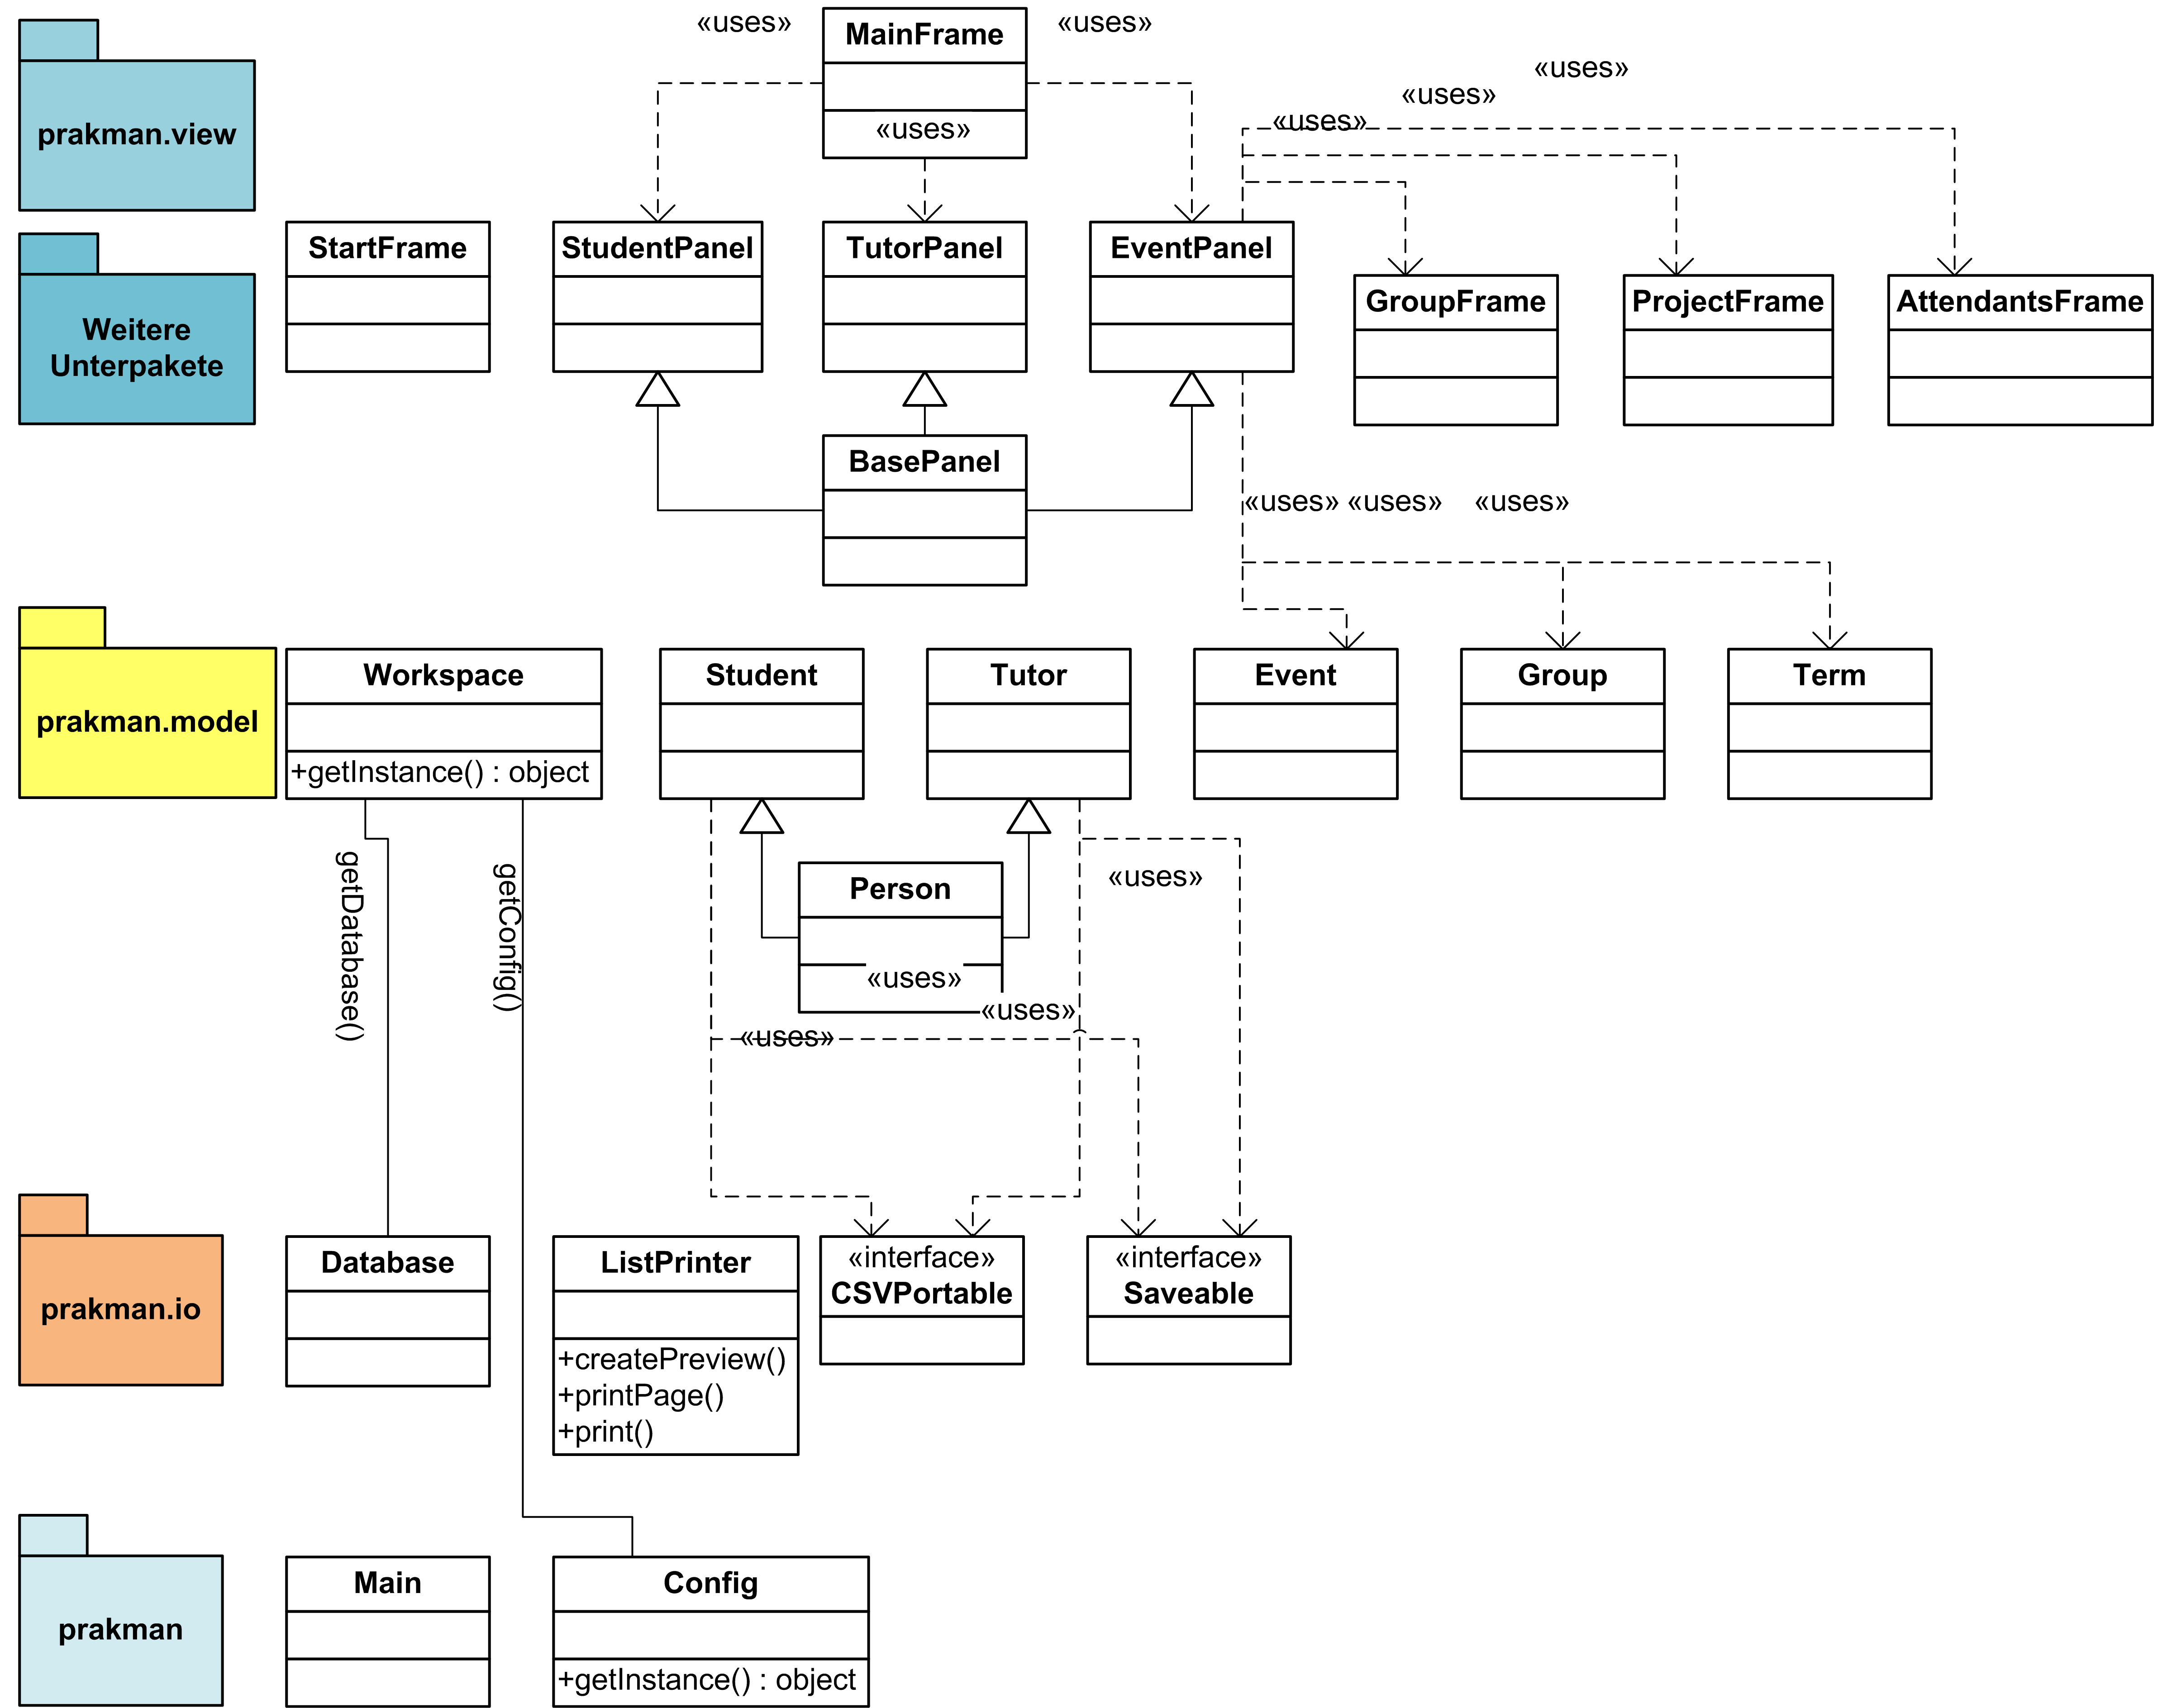 «uses»
MainFrame
«uses»
«uses»
«uses»
«uses»
«uses»
«uses»
prakman.view
StartFrame
StudentPanel
TutorPanel
EventPanel
GroupFrame
ProjectFrame
AttendantsFrame
Weitere
Unterpakete
BasePanel
«uses»
«uses»
«uses»
prakman.model
Workspace
+getInstance() : object
Student
Tutor
Event
Group
Term
getDatabase()
getConfig()
Person
«uses»
«uses»
«uses»
«uses»
prakman.io
Database
ListPrinter
+createPreview()
+printPage()
+print()
«interface»
CSVPortable
«interface»
Saveable
prakman
Main
Config
+getInstance() : object